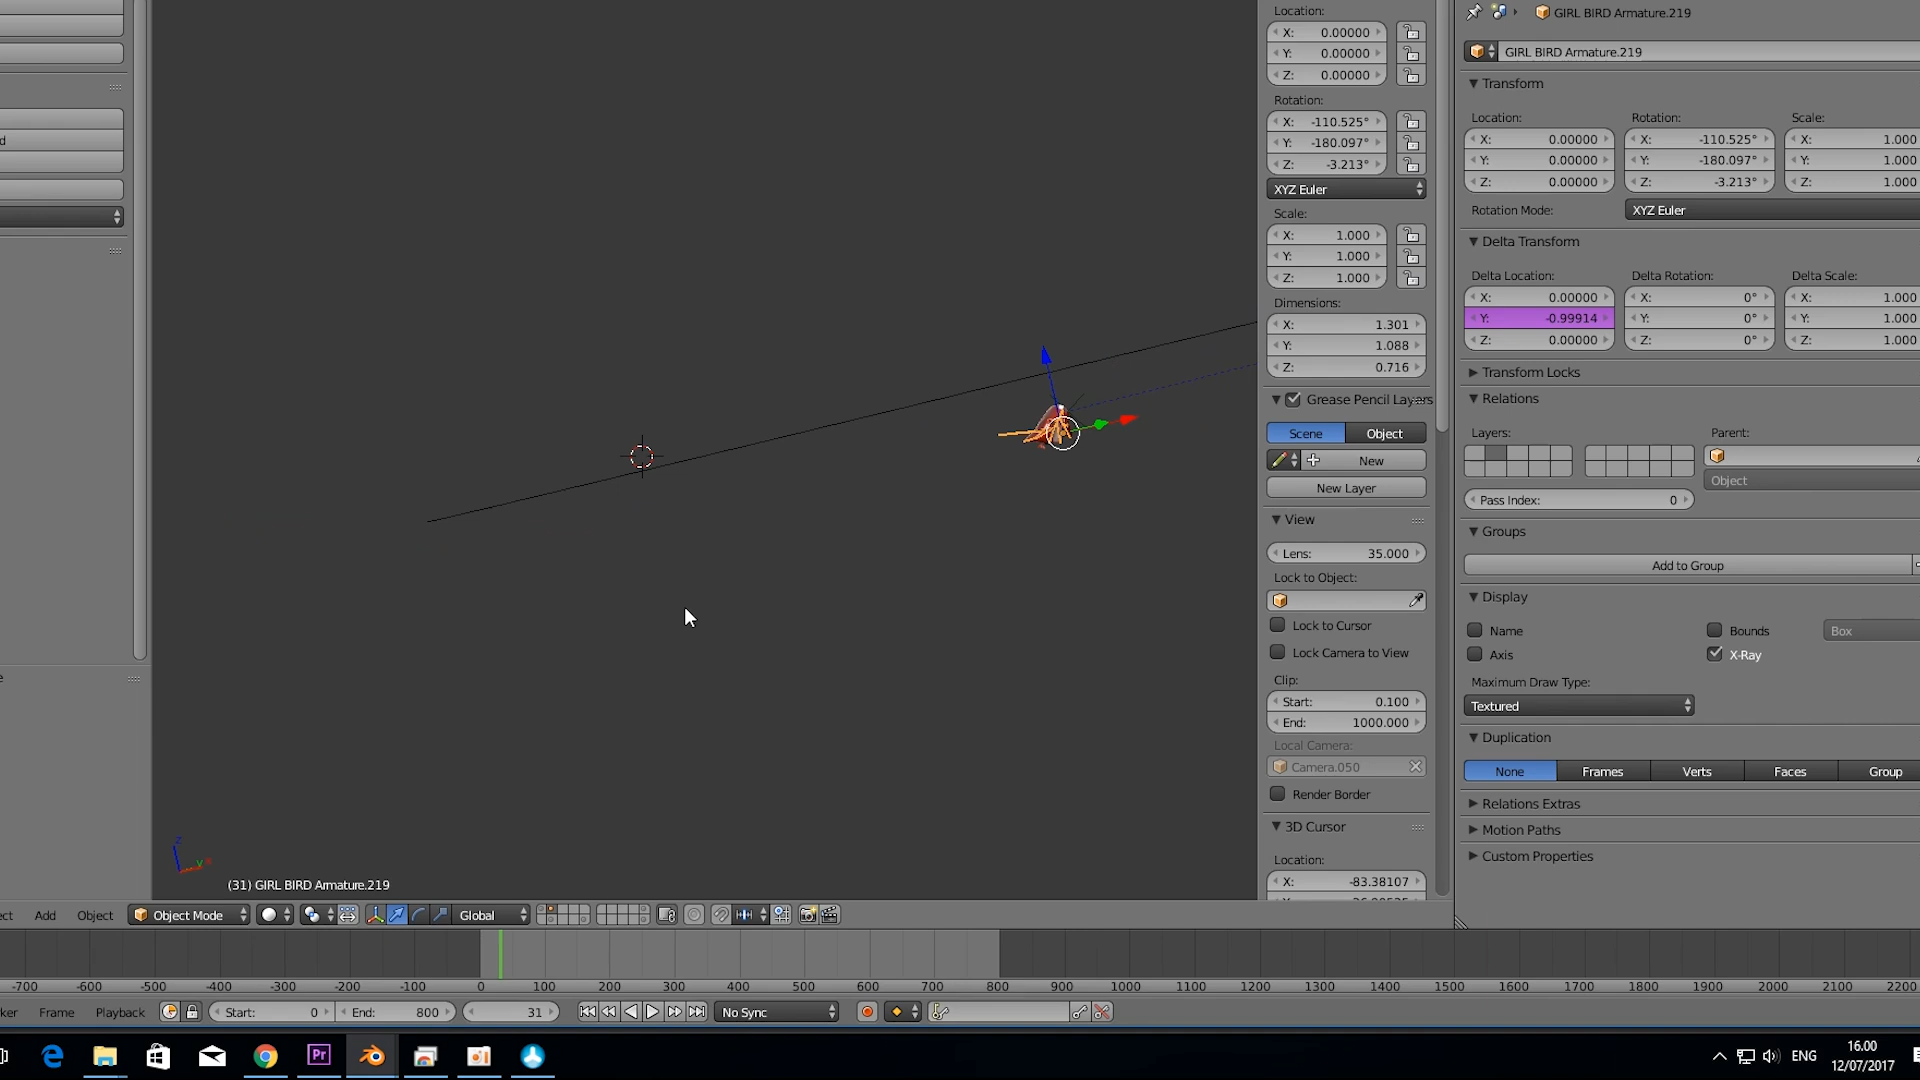 GIRL BIRD Armature.219
GIRL BIRD Armature.219
Location:
X: 0.00000
Y: 0.00000
Z: 0.00000
Rotation:
X: -110.525°
Y: -180.097°
Z: -3.213°
XYZ Euler
Scale:
X: 1.000
Y: 1.000
Z: 1.000
Dimensions:
X: 1.301
Y: 1.088
Z: 0.716
Grease Pencil Layers
Scene Object
New
New Layer
View
Lens: 35.000
Lock to Object:
Lock to Cursor
Lock Camera to View
Clip:
Start: 0.100
End: 1000.000
Local Camera:
Camera.050
Render Border
3D Cursor
Location:
X: -83.38107
Transform
Location: Rotation: Scale:
X: 0.00000 X: -110.525° X: 1.000
Y: 0.00000 Y: -180.097° Y: 1.000
Z: 0.00000 Z: -3.213° Z: 1.000
Rotation Mode: XYZ Euler
Delta Transform
Delta Location: Delta Rotation: Delta Scale:
X: 0.00000 X: 0° X: 1.000
Y: -0.99914 Y: 0° Y: 1.000
Z: 0.00000 Z: 0° Z: 1.000
Transform Locks
Relations
Layers: Parent:
Object
Pass Index: 0
Groups
Add to Group
Display
Name Bounds Box
Axis X-Ray
Maximum Draw Type:
Textured
Duplication
None Frames Verts Faces Group
Relations Extras
Motion Paths
Custom Properties
d
e
z
y
(31) GIRL BIRD Armature.219
ect Add Object Object Mode Global
-700 -600 -500 -400 -300 -200 -100 0 100 200 300 400 500 600 700 800 900 1000 1100 1200 1300 1400 1500 1600 1700 1800 1900 2000 2100 2200
ker Frame Playback Start: 0 End: 800 31 No Sync
Pr
ENG
16.00
12/07/2017